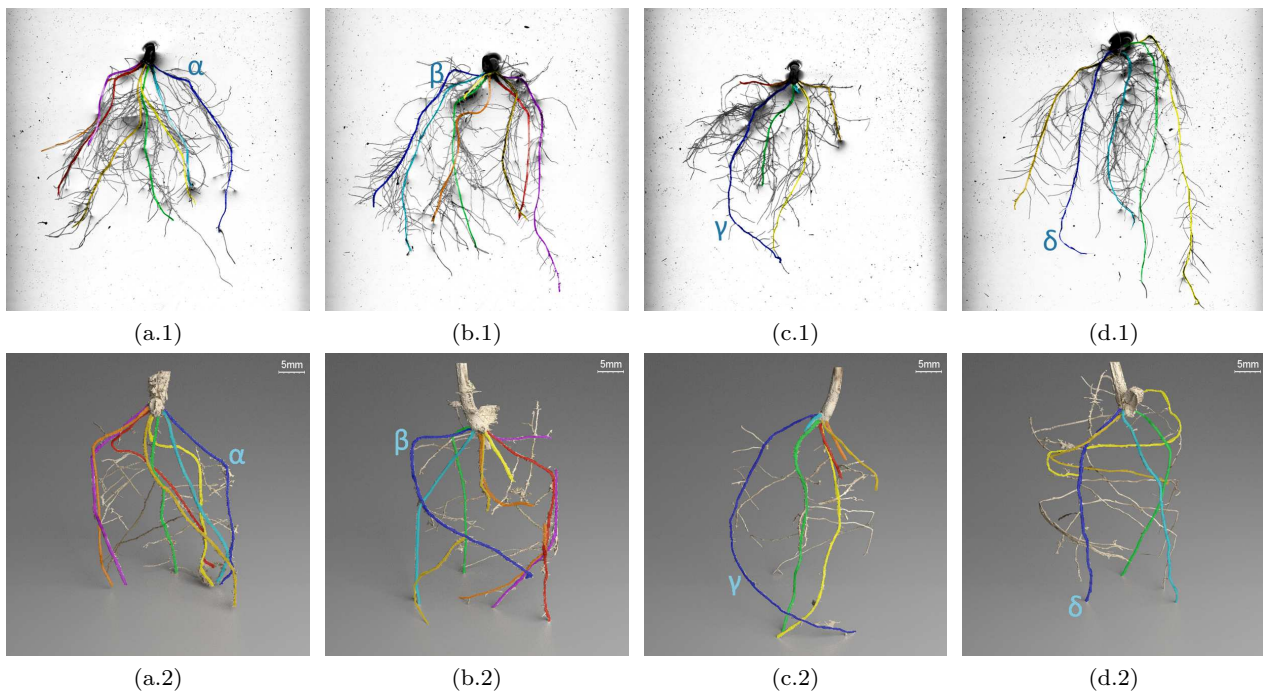 α
β
γ
δ
(a.1)
(b.1)
(c.1)
(d.1)
5mm
5mm
5mm
5mm
α
β
γ
δ
(a.2)
(b.2)
(c.2)
(d.2)